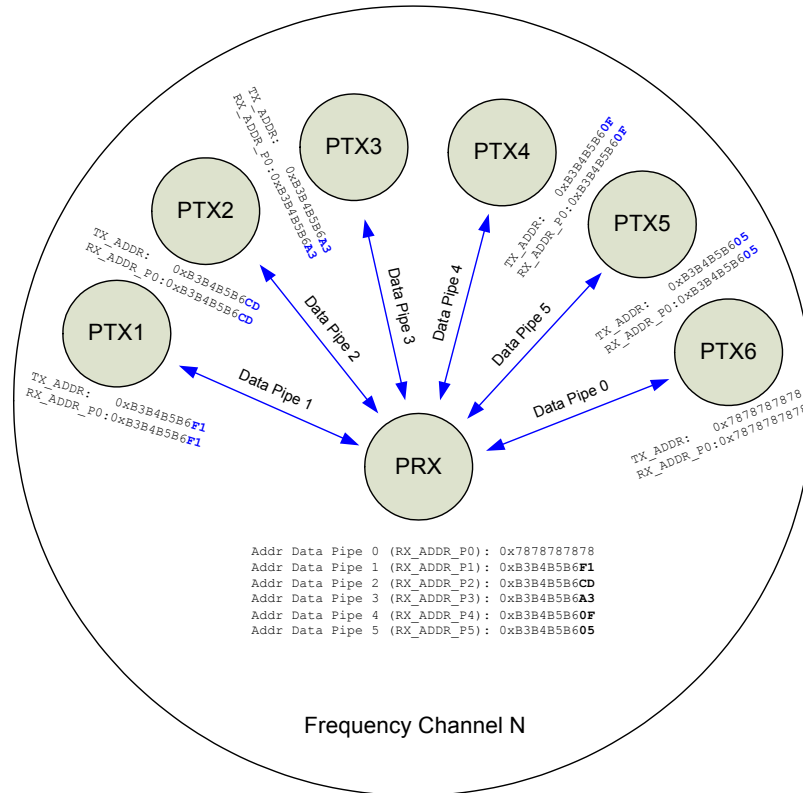 PTX3
PTX4
TX_ADDR:    0xB3B4B5B6A3
RX_ADDR_P0:0xB3B4B5B6A3
TX_ADDR:    0xB3B4B5B60F
RX_ADDR_P0:0xB3B4B5B60F
PTX2
PTX5
TX_ADDR:    0xB3B4B5B6CD
RX_ADDR_P0:0xB3B4B5B6CD
TX_ADDR:    0xB3B4B5B605
RX_ADDR_P0:0xB3B4B5B605
PTX1
PTX6
TX_ADDR:    0xB3B4B5B6F1
RX_ADDR_P0:0xB3B4B5B6F1
TX_ADDR:    0x7878787878
RX_ADDR_P0:0x7878787878
Data Pipe 1
Data Pipe 2
Data Pipe 3
Data Pipe 4
Data Pipe 5
Data Pipe 0
PRX
Addr Data Pipe 0 (RX_ADDR_P0): 0x7878787878
Addr Data Pipe 1 (RX_ADDR_P1): 0xB3B4B5B6F1
Addr Data Pipe 2 (RX_ADDR_P2): 0xB3B4B5B6CD
Addr Data Pipe 3 (RX_ADDR_P3): 0xB3B4B5B6A3
Addr Data Pipe 4 (RX_ADDR_P4): 0xB3B4B5B60F
Addr Data Pipe 5 (RX_ADDR_P5): 0xB3B4B5B605
Frequency Channel N